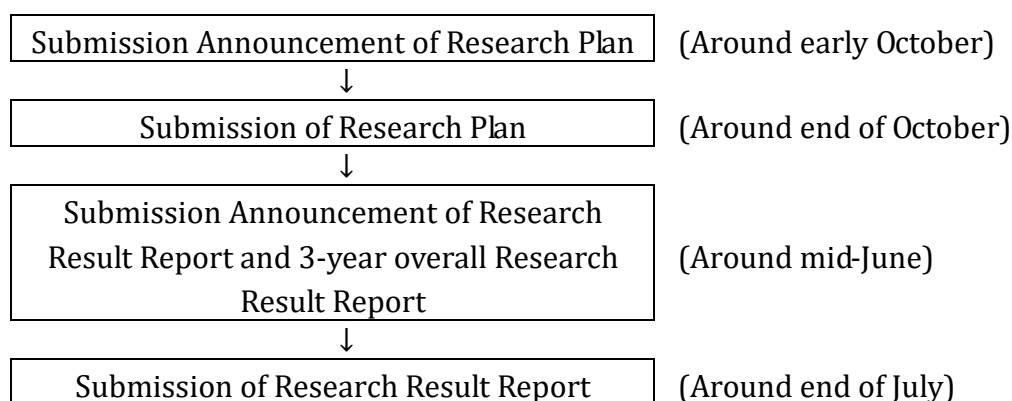 Submission Announcement of Research Plan (Around early October)
↓
Submission of Research Plan (Around end of October)
↓
Submission Announcement of Research
Result Report and 3-year overall Research (Around mid-June)
Result Report
↓
Submission of Research Result Report (Around end of July)